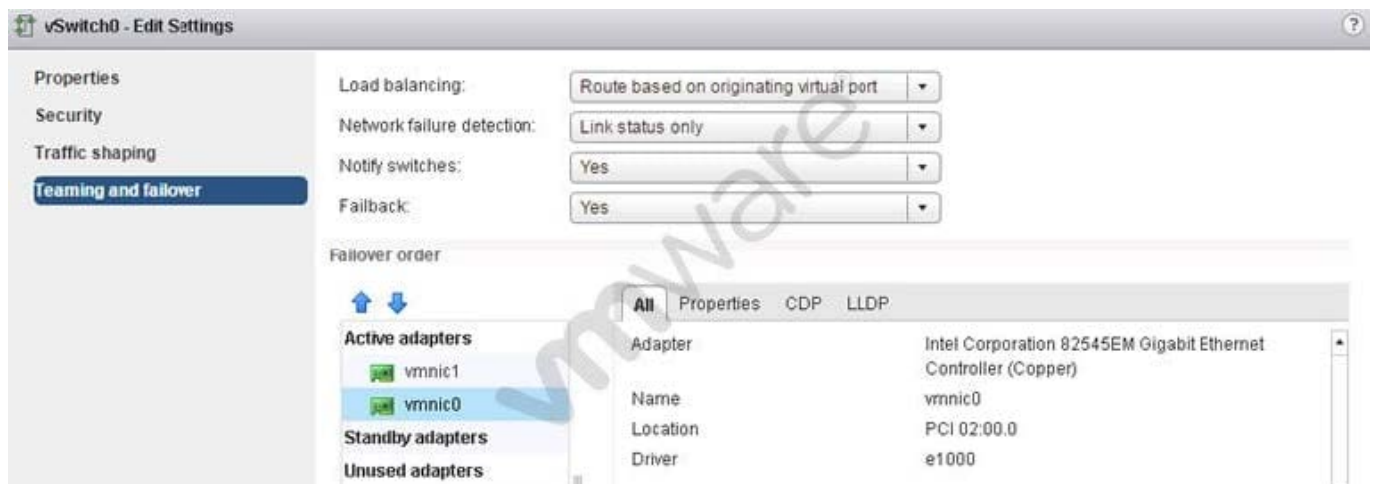 vSwitch0 - Edit Settings
?
Properties
Security
Traffic shaping
Teaming and failover
Load balancing:
Route based on originating virtual port
Network failure detection:
Link status only
Notify switches:
Yes
Failback:
Yes
Failover order
Active adapters
vmnic1
vmnic0
Standby adapters
Unused adapters
All Properties CDP LLDP
Adapter
Intel Corporation 82545EM Gigabit Ethernet
Controller (Copper)
Name
vmnic0
Location
PCI 02:00.0
Driver
e1000
vmware®